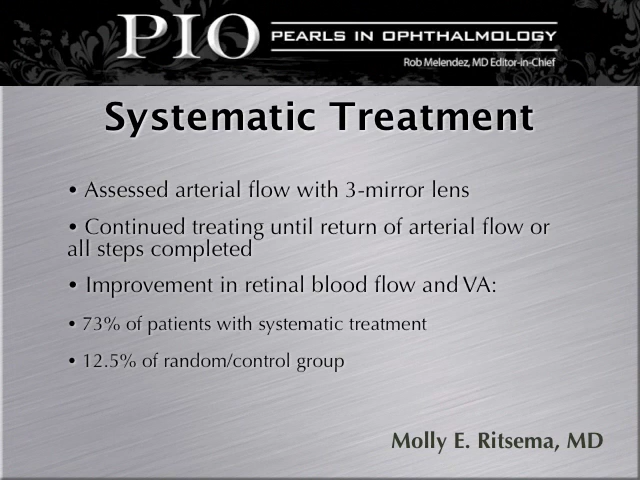 PIO PEARLS IN OPHTHALMOLOGY
Rob Melendez, MD Editor-in-Chief
Systematic Treatment
• Assessed arterial flow with 3-mirror lens
• Continued treating until return of arterial flow or
all steps completed
• Improvement in retinal blood flow and VA:
• 73% of patients with systematic treatment
• 12.5% of random/control group
Molly E. Ritsema, MD